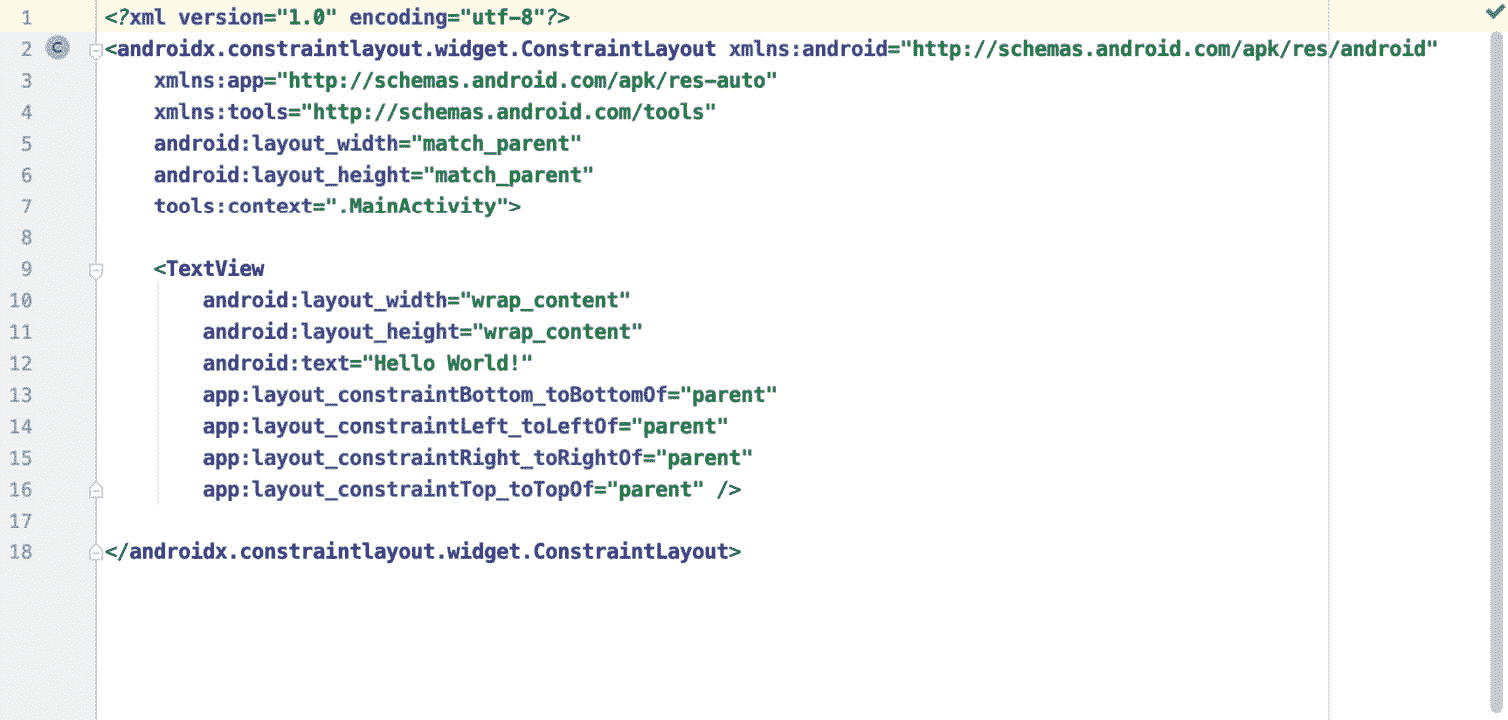 1 <?xml version="1.0" encoding="utf-8"?>
2 C <androidx.constraintlayout.widget.ConstraintLayout xmlns:android="http://schemas.android.com/apk/res/android"
3     xmlns:app="http://schemas.android.com/apk/res-auto"
4     xmlns:tools="http://schemas.android.com/tools"
5     android:layout_width="match_parent"
6     android:layout_height="match_parent"
7     tools:context=".MainActivity">
8
9     <TextView
10         android:layout_width="wrap_content"
11         android:layout_height="wrap_content"
12         android:text="Hello World!"
13         app:layout_constraintBottom_toBottomOf="parent"
14         app:layout_constraintLeft_toLeftOf="parent"
15         app:layout_constraintRight_toRightOf="parent"
16         app:layout_constraintTop_toTopOf="parent" />
17
18 </androidx.constraintlayout.widget.ConstraintLayout>